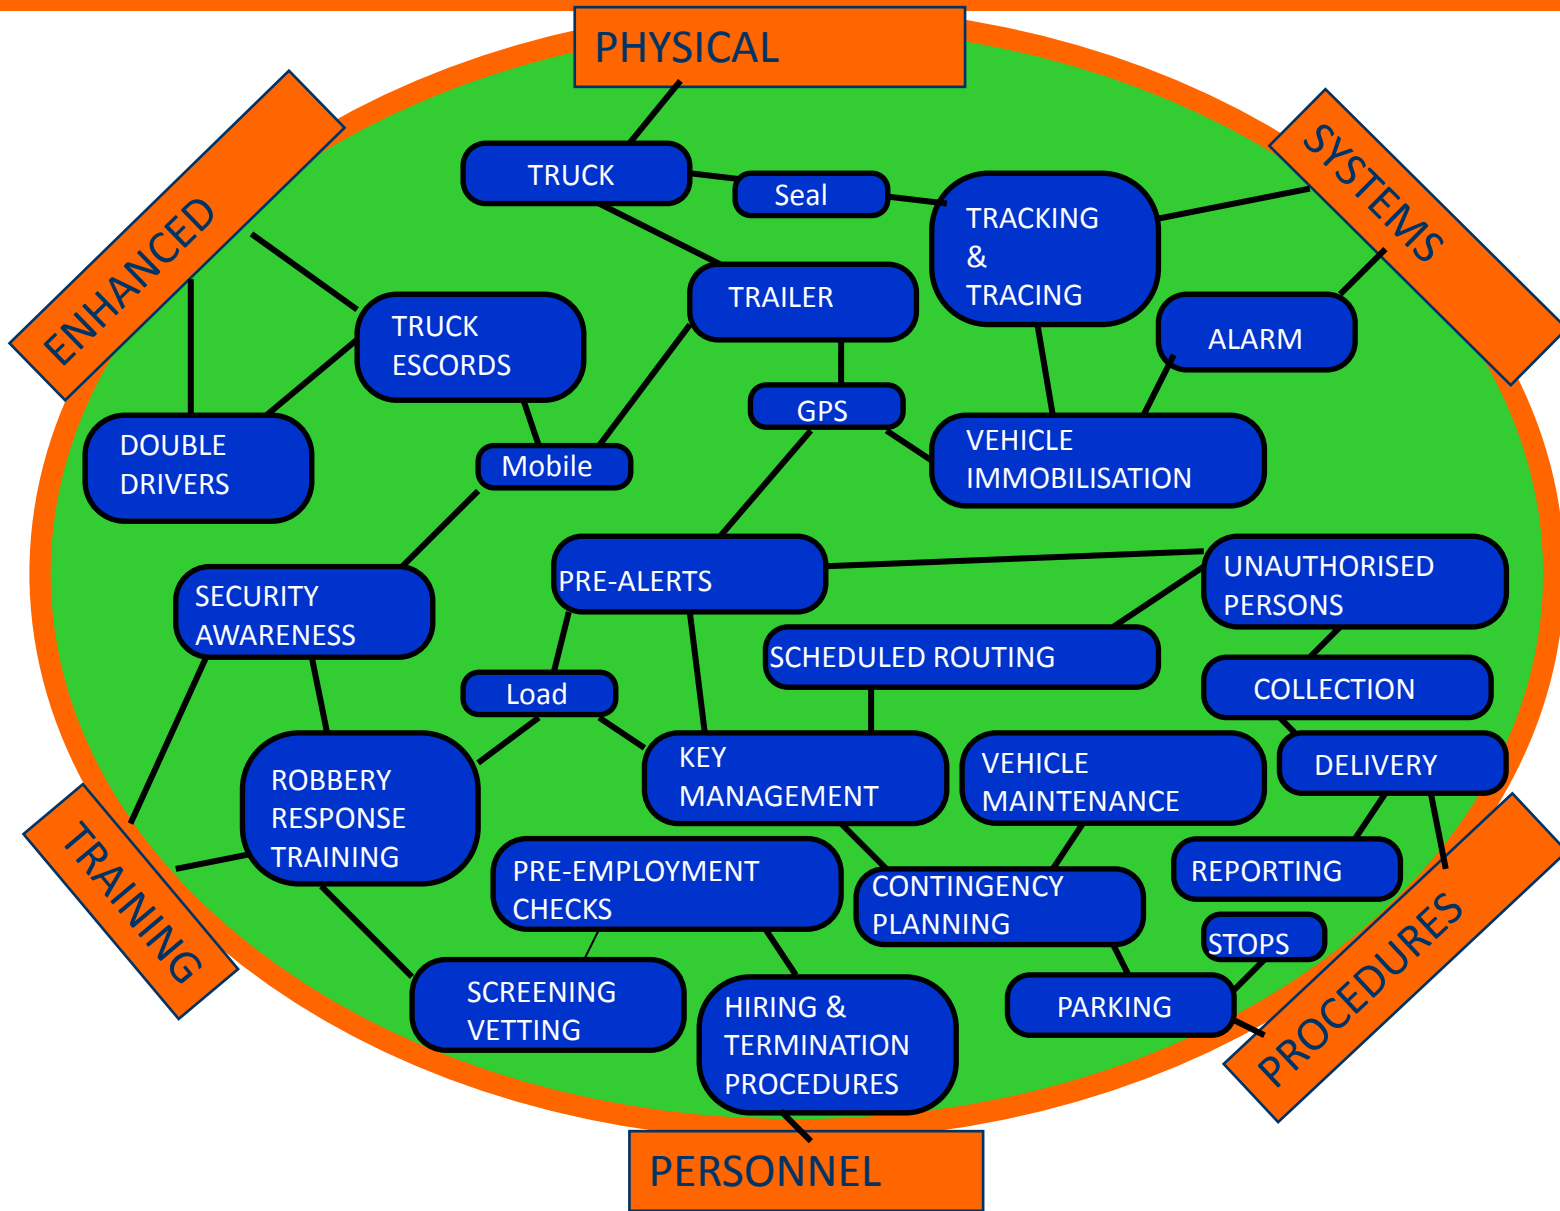 PHYSICAL
ENHANCED
SYSTEMS
TRUCK
Seal
TRACKING
&
TRACING
TRAILER
TRUCK
ESCORDS
ALARM
GPS
DOUBLE
DRIVERS
Mobile
VEHICLE
IMMOBILISATION
PRE-ALERTS
UNAUTHORISED
PERSONS
SECURITY
AWARENESS
SCHEDULED ROUTING
Load
COLLECTION
KEY
MANAGEMENT
VEHICLE
MAINTENANCE
DELIVERY
ROBBERY
RESPONSE
TRAINING
TRAINING
PRE-EMPLOYMENT
CHECKS
CONTINGENCY
PLANNING
REPORTING
STOPS
PROCEDURES
SCREENING
VETTING
HIRING &
TERMINATION
PROCEDURES
PARKING
PERSONNEL